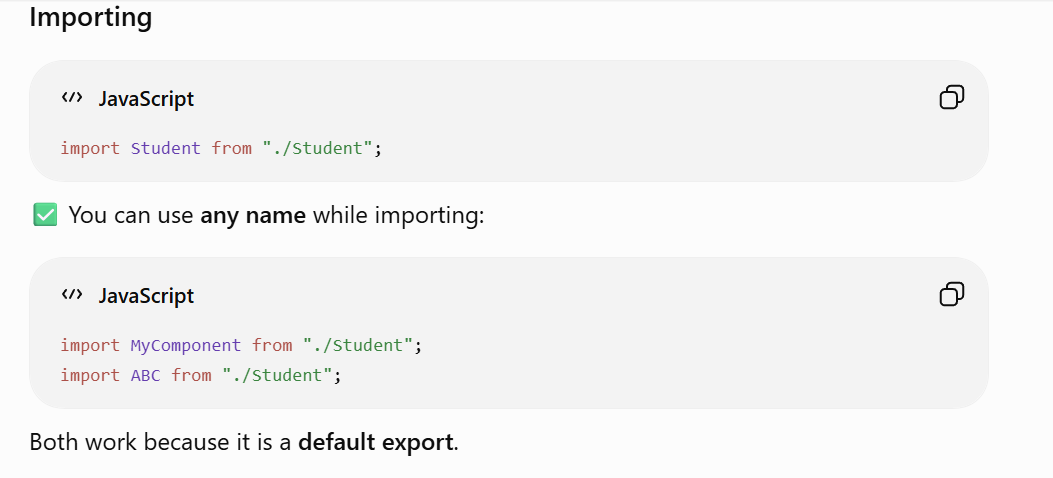 Importing
</> JavaScript
import Student from "./Student";
✅ You can use any name while importing:
</> JavaScript
import MyComponent from "./Student";
import ABC from "./Student";
Both work because it is a default export.